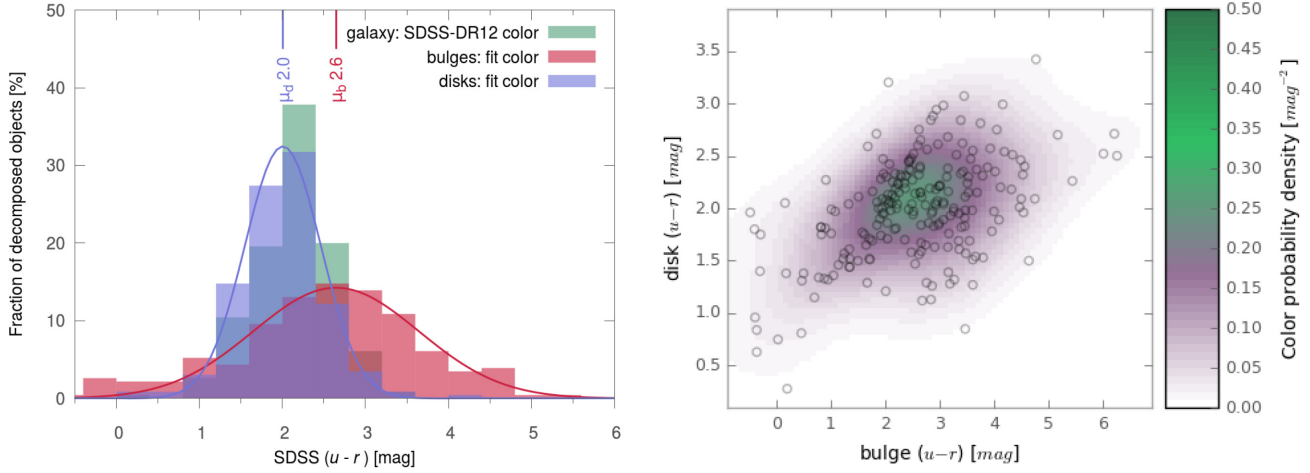 50
40
30
20
10
0
Fraction of decomposed objects [%]
0 1 2 3 4 5 6
SDSS (u - r ) [mag]
μd 2.0
μb 2.6
galaxy: SDSS-DR12 color
bulges: fit color
disks: fit color
3.5
3.0
2.5
2.0
1.5
1.0
0.5
disk (u−r) [mag]
0 1 2 3 4 5 6
bulge (u−r) [mag]
0.50
0.45
0.40
0.35
0.30
0.25
0.20
0.15
0.10
0.05
0.00
Color probability density [mag⁻²]